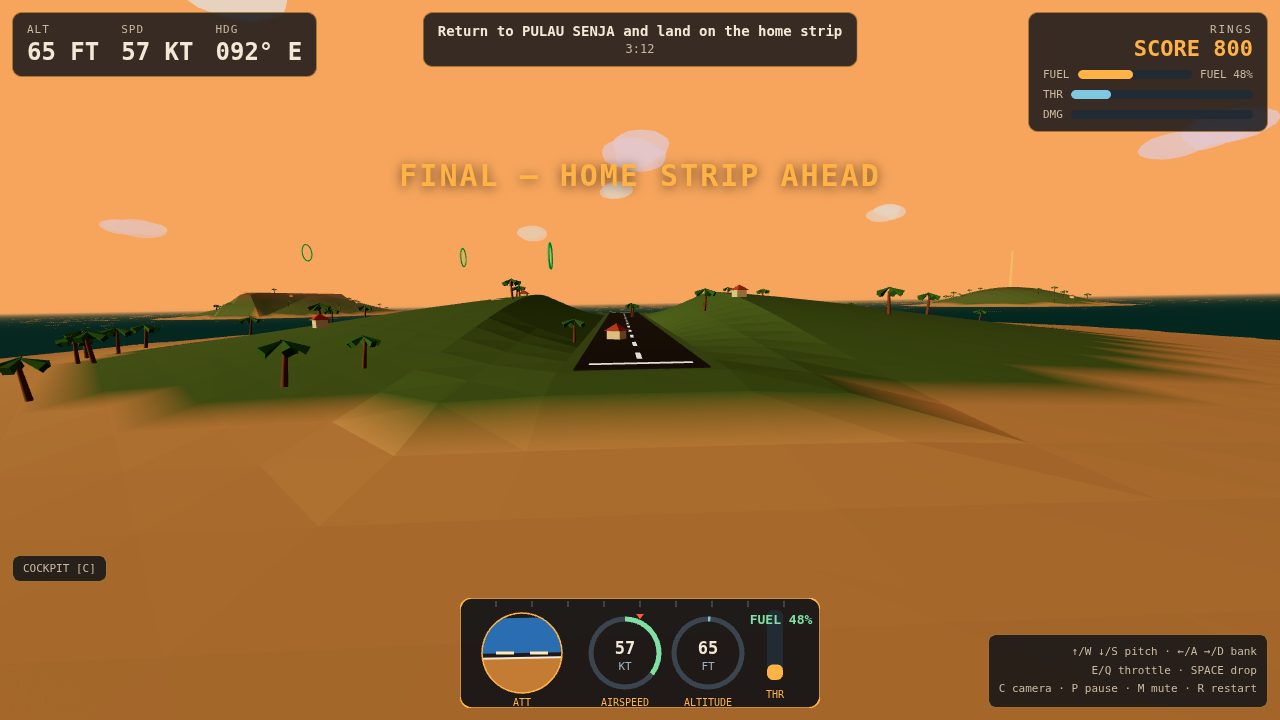 ALT SPD HDG
65 FT 57 KT 092° E
Return to PULAU SENJA and land on the home strip
3:12
RINGS
SCORE 800
FUEL FUEL 48%
THR
DMG
FINAL — HOME STRIP AHEAD
COCKPIT [C]
FUEL 48%
57
KT
65
FT
ATT AIRSPEED ALTITUDE THR
↑/W ↓/S pitch · ←/A →/D bank
E/Q throttle · SPACE drop
C camera · P pause · M mute · R restart